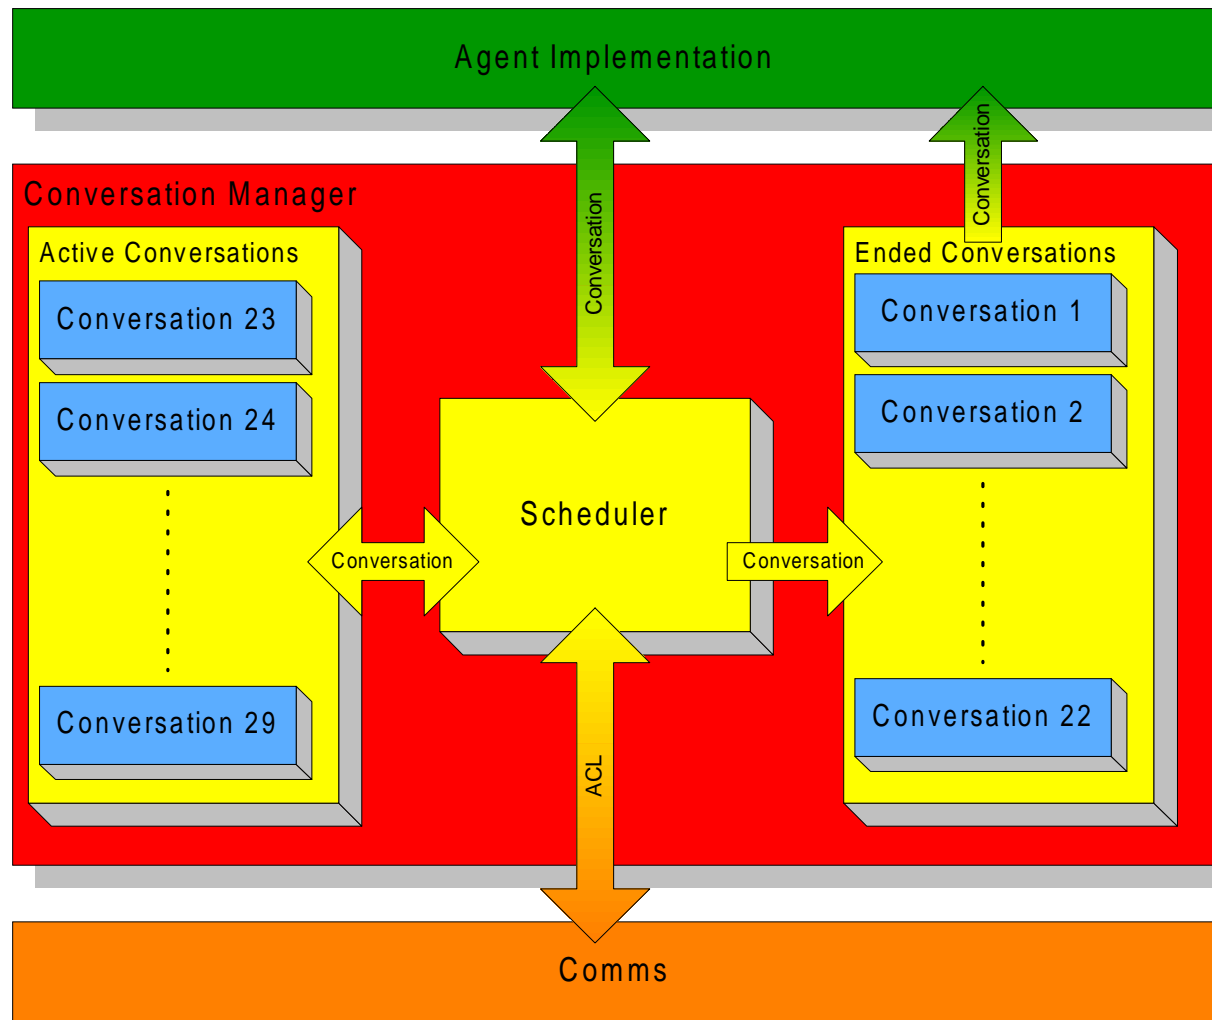 Agent Implementation
Conversation
Conversation
Conversation Manager
Active Conversations
Conversation 23
Conversation 24
Conversation 29
Conversation
Scheduler
Conversation
ACL
Ended Conversations
Conversation 1
Conversation 2
Conversation 22
Comms